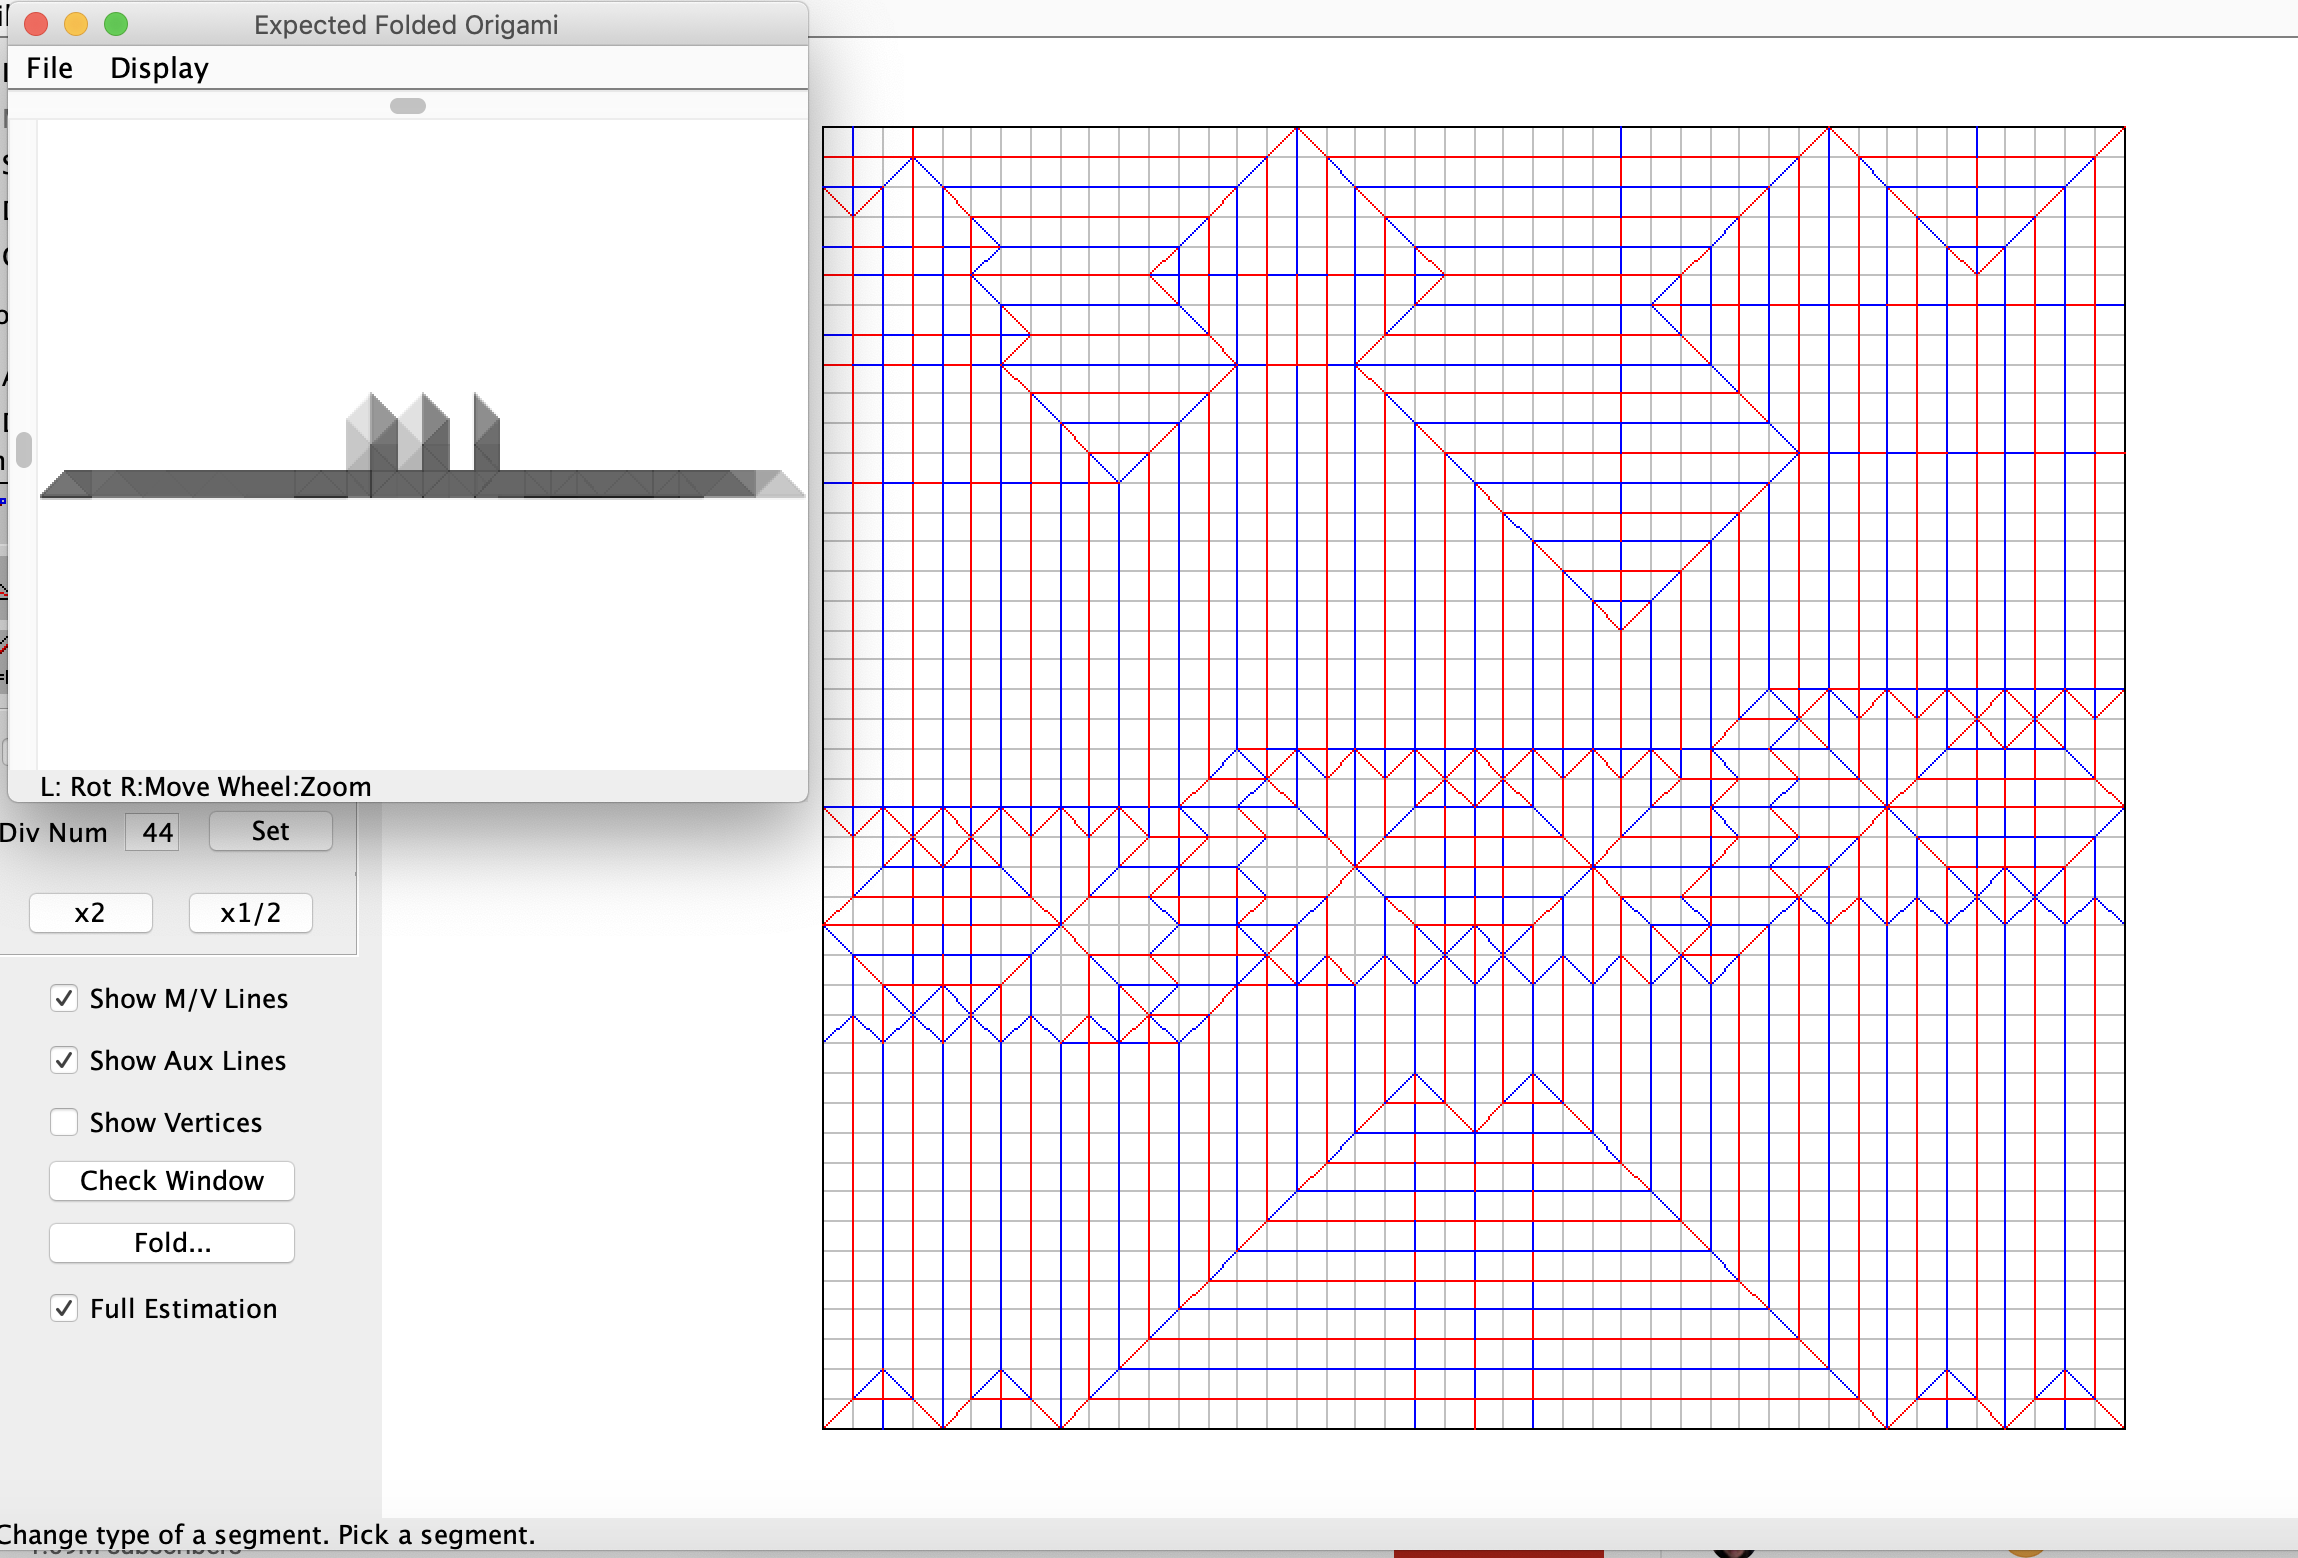 Expected Folded Origami
File Display
L: Rot R:Move Wheel:Zoom
Div Num 44 Set
x2 x1/2
Show M/V Lines
Show Aux Lines
Show Vertices
Check Window
Fold...
Full Estimation
Change type of a segment. Pick a segment.